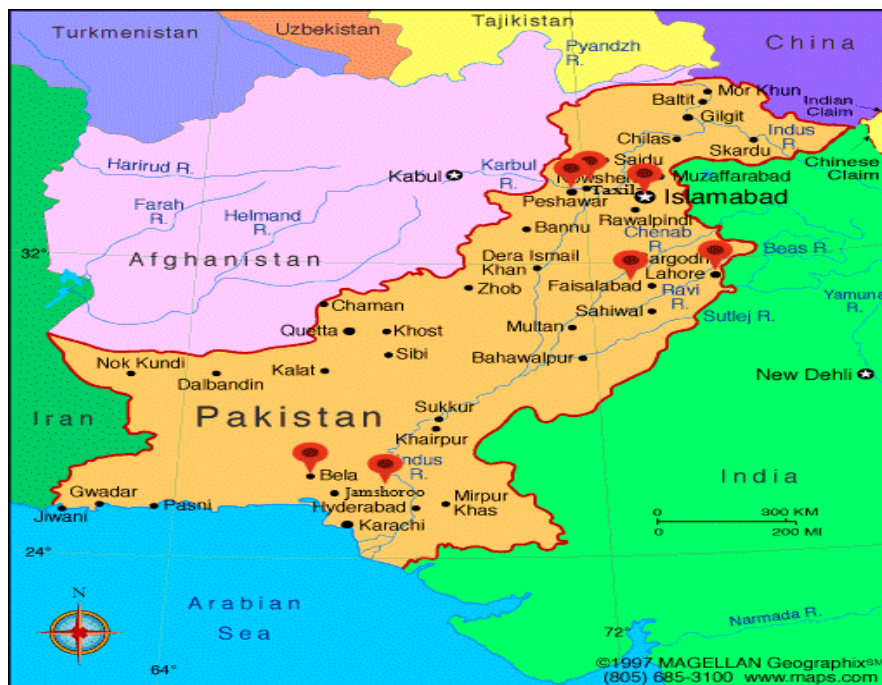 Turkmenistan
Uzbekistan
Tajikistan
Pyandzh
R.
China
Mor Khun
Baltit
Gilgit
Indian
Claim
Chilas
Indus
R.
Skardu
Chinese
Claim
Harirud R.
Kabul
Karbul
R.
Saidu
Muzaffarabad
Taxila
Peshawar
Islamabad
Rawalpindi
Farah
R.
Helmand
R.
Bannu
Chenab
R.
32°
Afghanistan
Dera Ismail
Khan
Lahore
Beas R.
Zhob
Faisalabad
Ravi
R.
Yamuna
R.
Chaman
Sahiwal
Sutlej R.
Quetta
Khost
Multan
Sibi
Bahawalpur
Nok Kundi
Dalbandin
Kalat
New Dehli
Iran
Pakistan
Sukkur
Khairpur
Indus
R.
Bela
India
Jamshoroo
Gwadar
Pasni
Jiwani
Hyderabad
Mirpur
Khas
Karachi
0 300 KM
0 200 MI
24°
N
Arabian
Sea
Narmada R.
72°
64°
©1997 MAGELLAN Geographix℠
(805) 685-3100 www.maps.com